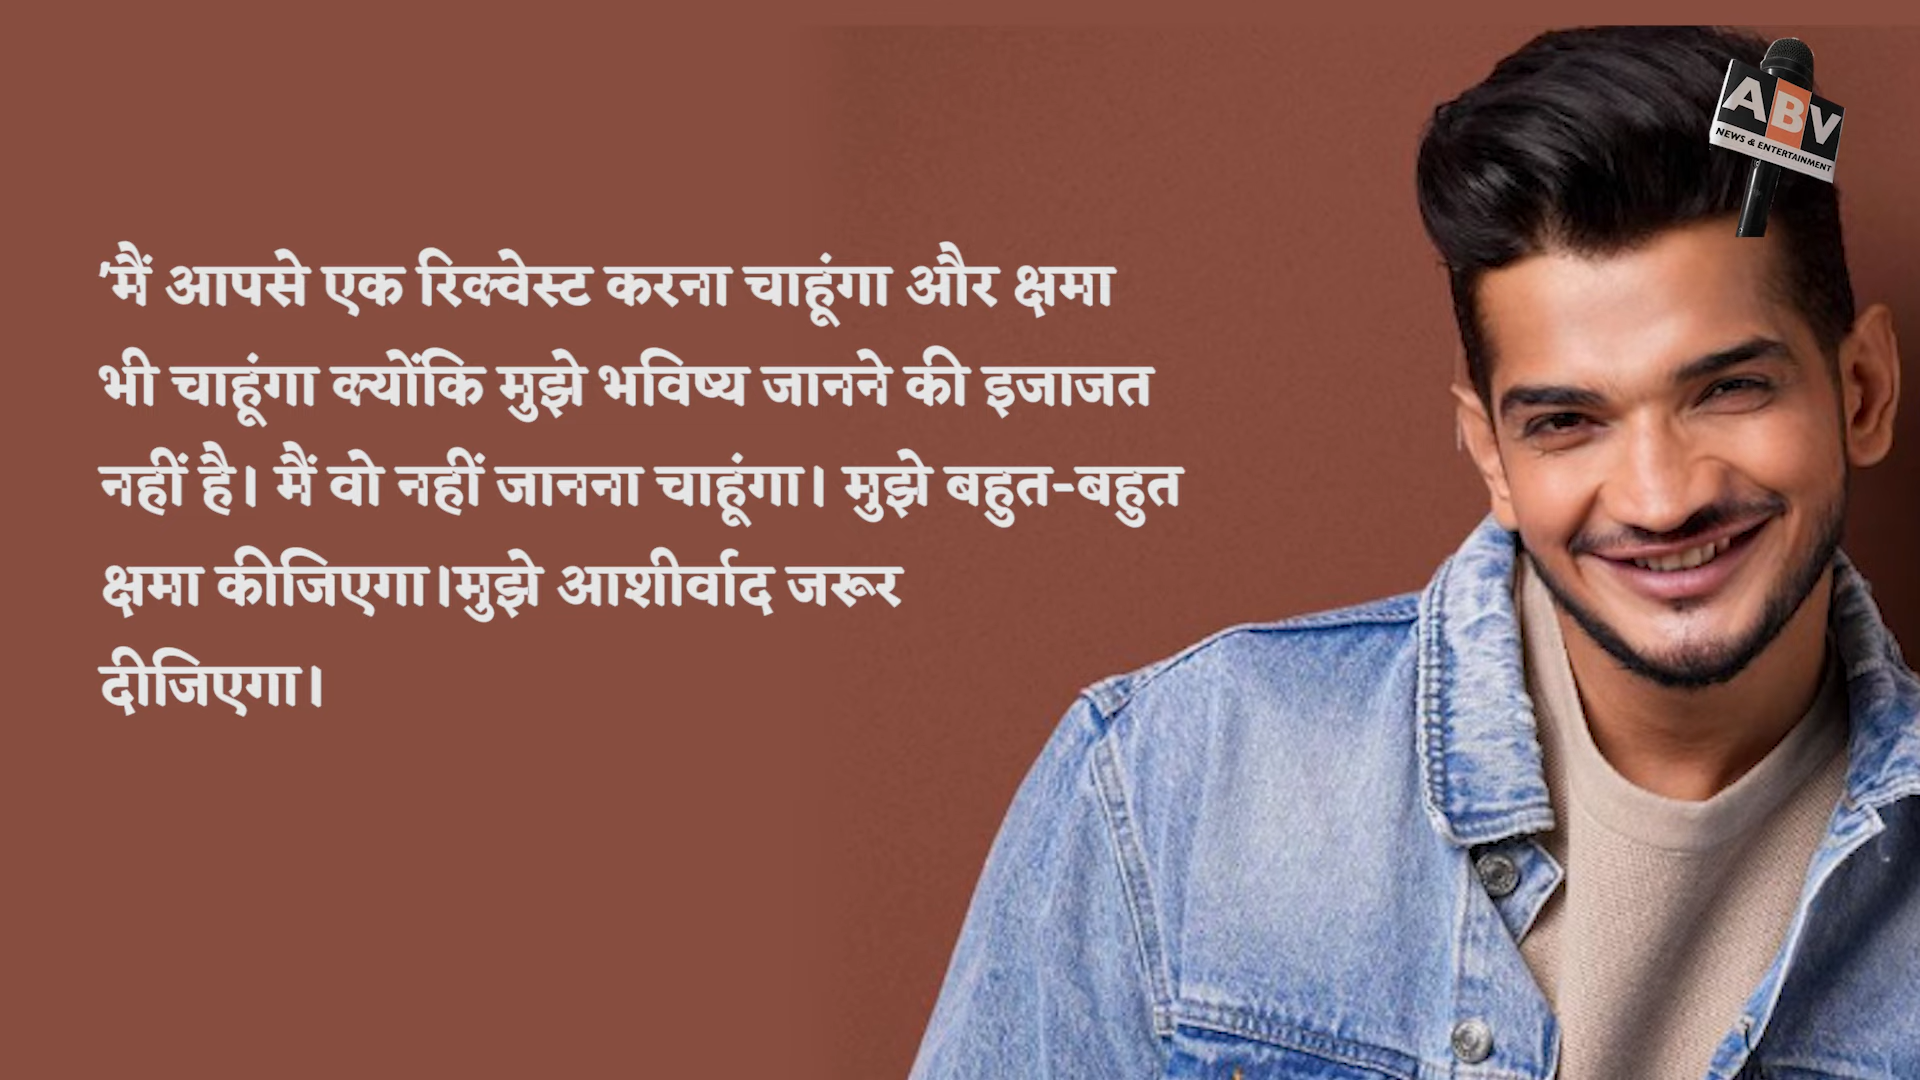 'मैं आपसे एक रिक्वेस्ट करना चाहूंगा और क्षमा
भी चाहूंगा क्योंकि मुझे भविष्य जानने की इजाजत
नहीं है। मैं वो नहीं जानना चाहूंगा। मुझे बहुत-बहुत
क्षमा कीजिएगा।मुझे आशीर्वाद जरूर
दीजिएगा।
ABV
NEWS & ENTERTAINMENT